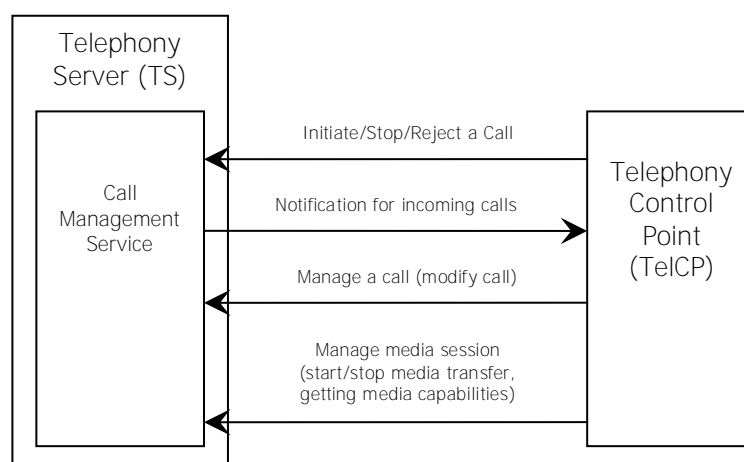 Telephony
Server (TS)
Call
Management
Service
Initiate/Stop/Reject a Call
Notification for incoming calls
Manage a call (modify call)
Manage media session
(start/stop media transfer,
getting media capabilities)
Telephony
Control
Point
(TelCP)